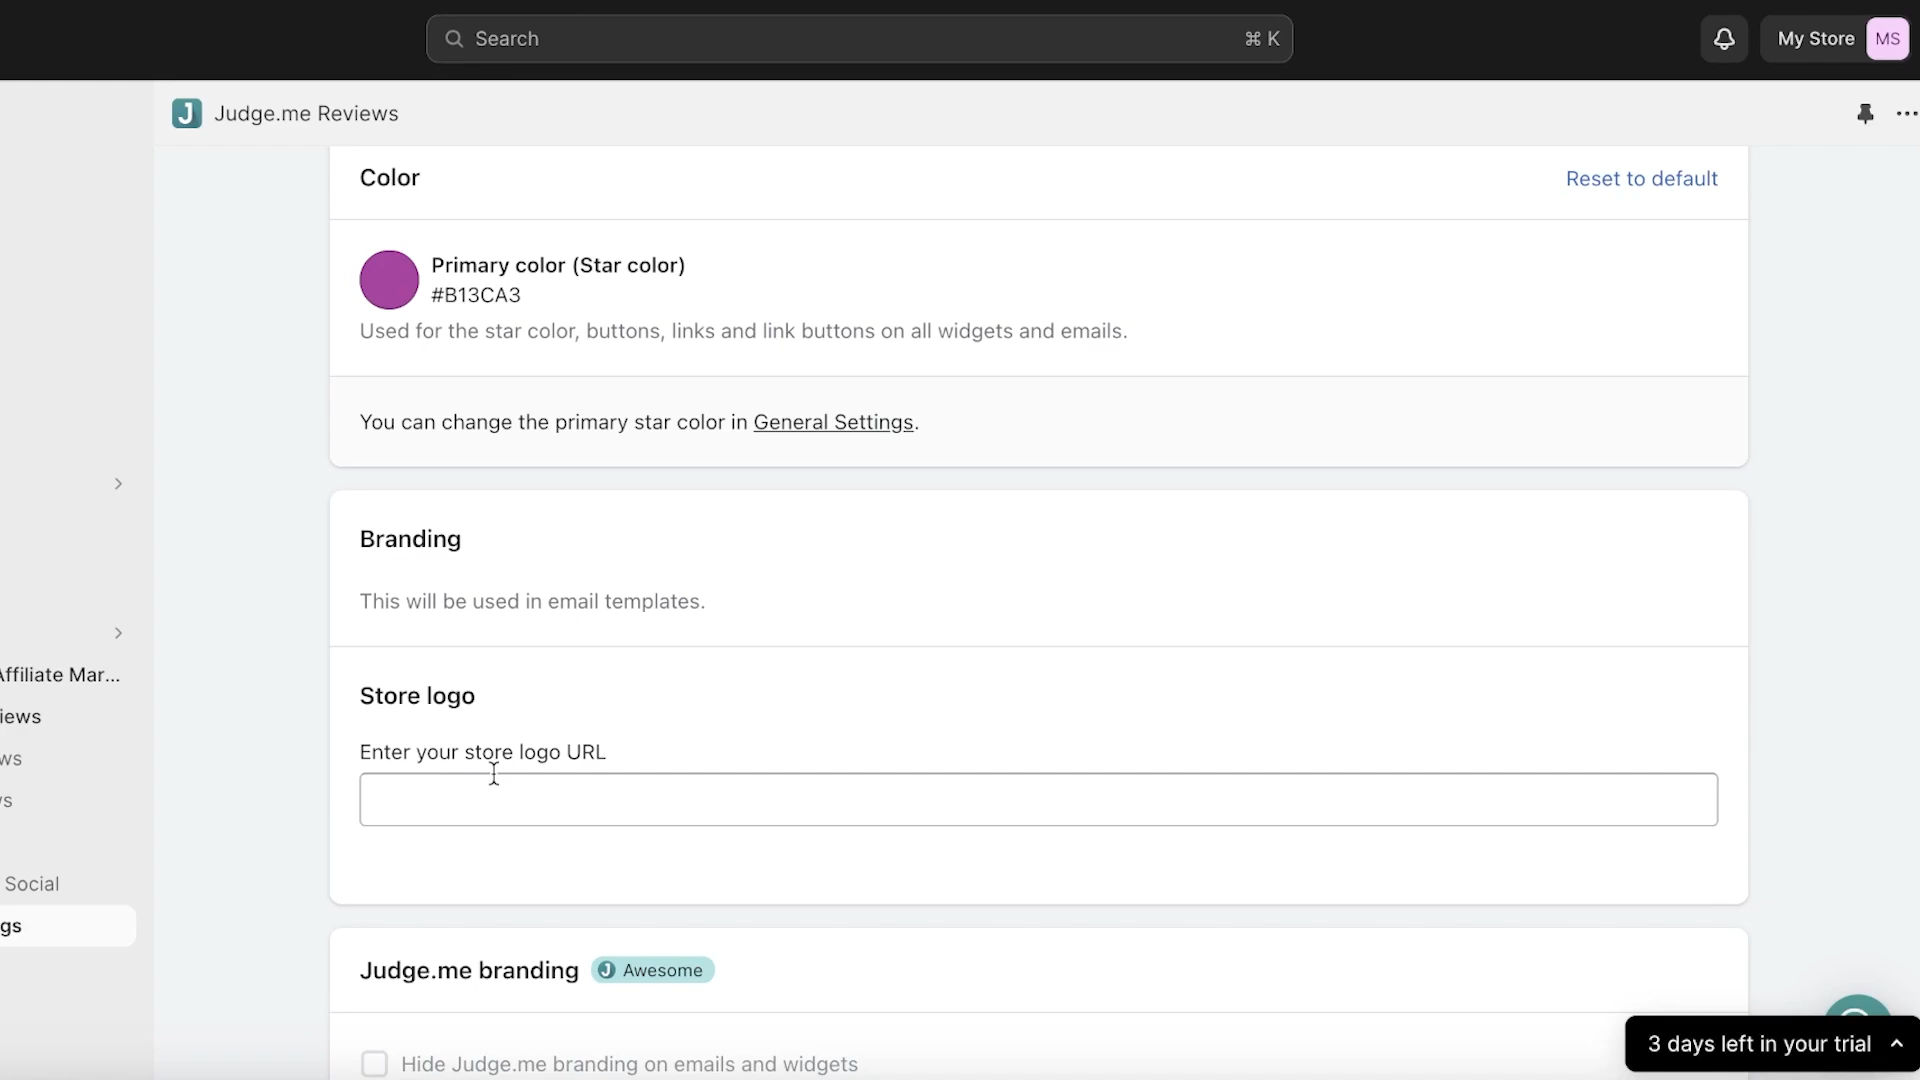 Search
⌘ K
My Store
MS
J
Judge.me Reviews
Color
Reset to default
Primary color (Star color)
#B13CA3
Used for the star color, buttons, links and link buttons on all widgets and emails.
You can change the primary star color in General Settings.
Branding
This will be used in email templates.
Store logo
Enter your store logo URL
Affiliate Mar...
iews
ws
s
Social
gs
Judge.me branding
J Awesome
Hide Judge.me branding on emails and widgets
3 days left in your trial